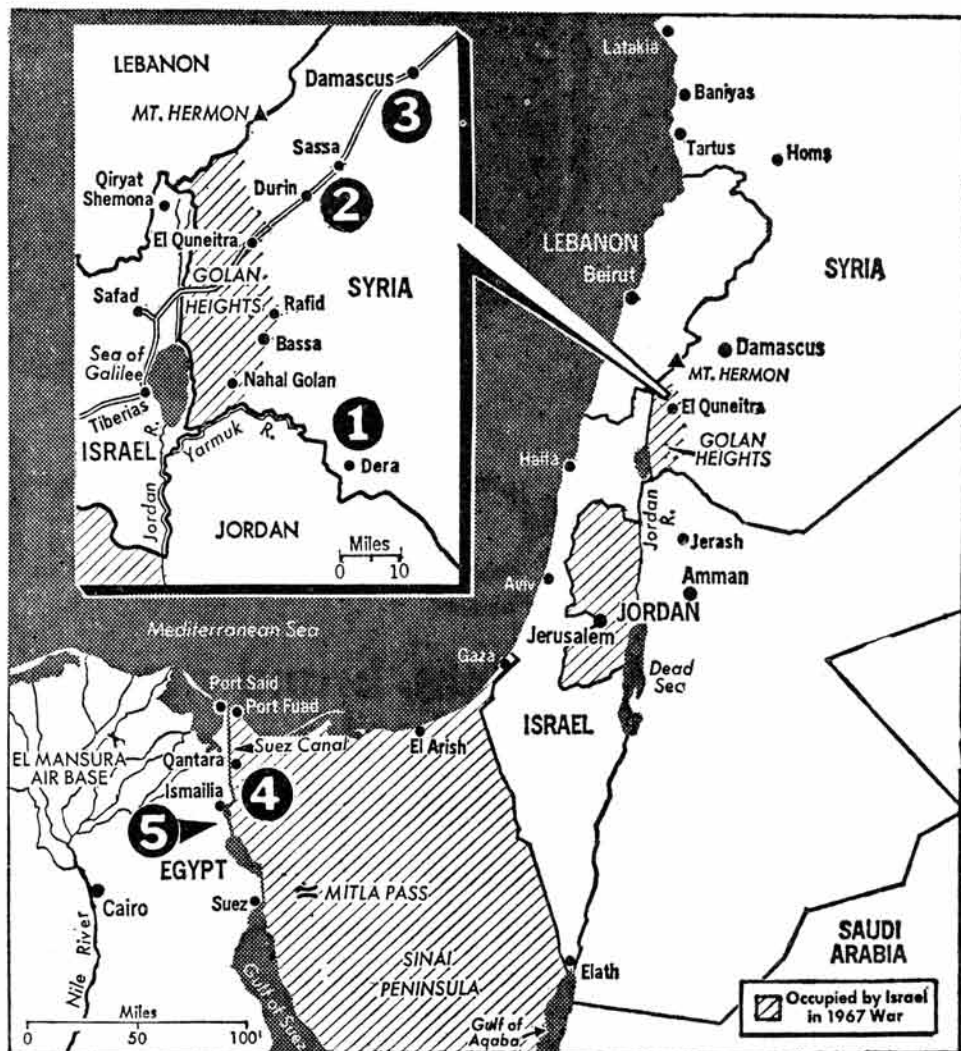 LEBANON
MT. HERMON
Damascus
3
Sassa
Durin
2
Qiryat
Shemona
El Quneitra
GOLAN
HEIGHTS
SYRIA
Safad
Rafid
Bassa
Sea of
Galilee
Nahal Golan
Tiberias
ISRAEL
Jordan R.
Yarmuk R.
1
Dera
JORDAN
Miles
0 10
Latakia
Baniyas
Tartus
Homs
LEBANON
Beirut
SYRIA
Damascus
MT. HERMON
El Quneitra
GOLAN
HEIGHTS
Haifa
Jordan R.
Jerash
Aviv
Amman
JORDAN
Jerusalem
Mediterranean Sea
Gaza
Dead
Sea
Port Said
Port Fuad
ISRAEL
Suez Canal
El Arish
EL MANSURA
AIR BASE
Qantara
Ismailia
4
5
EGYPT
MITLA PASS
Cairo
Suez
Nile River
SINAI
PENINSULA
Gulf of Suez
Elath
SAUDI
ARABIA
Gulf of
Aqaba
Miles
0 50 100
Occupied by Israel
in 1967 War